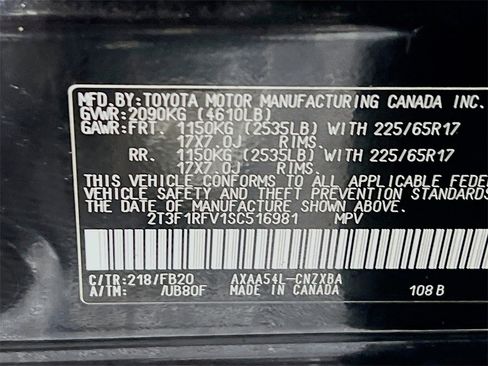 MFD.BY:TOYOTA MOTOR MANUFACTURING CANADA INC.
GVWR:2090KG (4610LB)
GAWR:FRT. 1150KG (2535LB) WITH 225/65R17
17X7.0J RIMS.
RR. 1150KG (2535LB) WITH 225/65R17
17X7.0J RIMS.
THIS VEHICLE CONFORMS TO ALL APPLICABLE FEDE
VEHICLE SAFETY AND THEFT PREVENTION STANDARDS
THE DATE OF MANUFACTURE SHOWN ABOVE.
2T3F1RFV1SC516981 MPV
C/TR:218/FB20 AXAA54L-CNZXBA
A/TM: /UB80F MADE IN CANADA 108 B